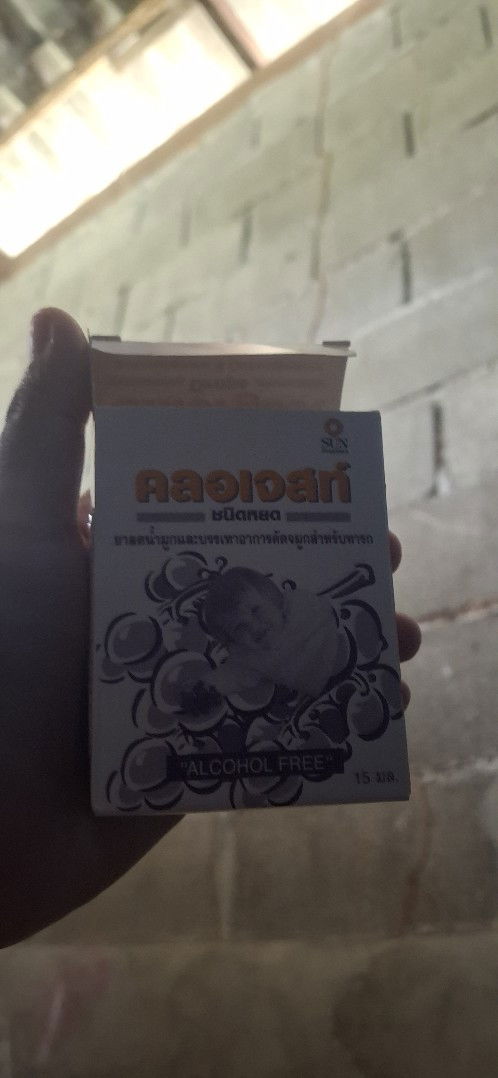 SUN
คลอเจสท์
ชนิดหยด
ยาลดน้ำมูกและบรรเทาอาการคัดจมูกสำหรับทารก
"ALCOHOL FREE"
15 มล.